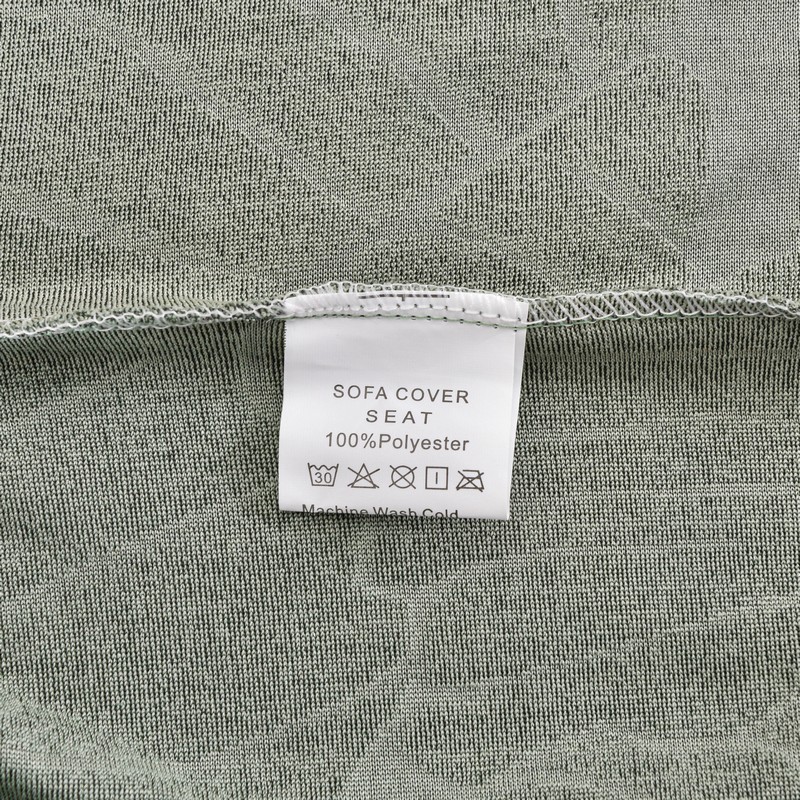 SOFA COVER
SEAT
100%Polyester
30
Machine Wash Cold